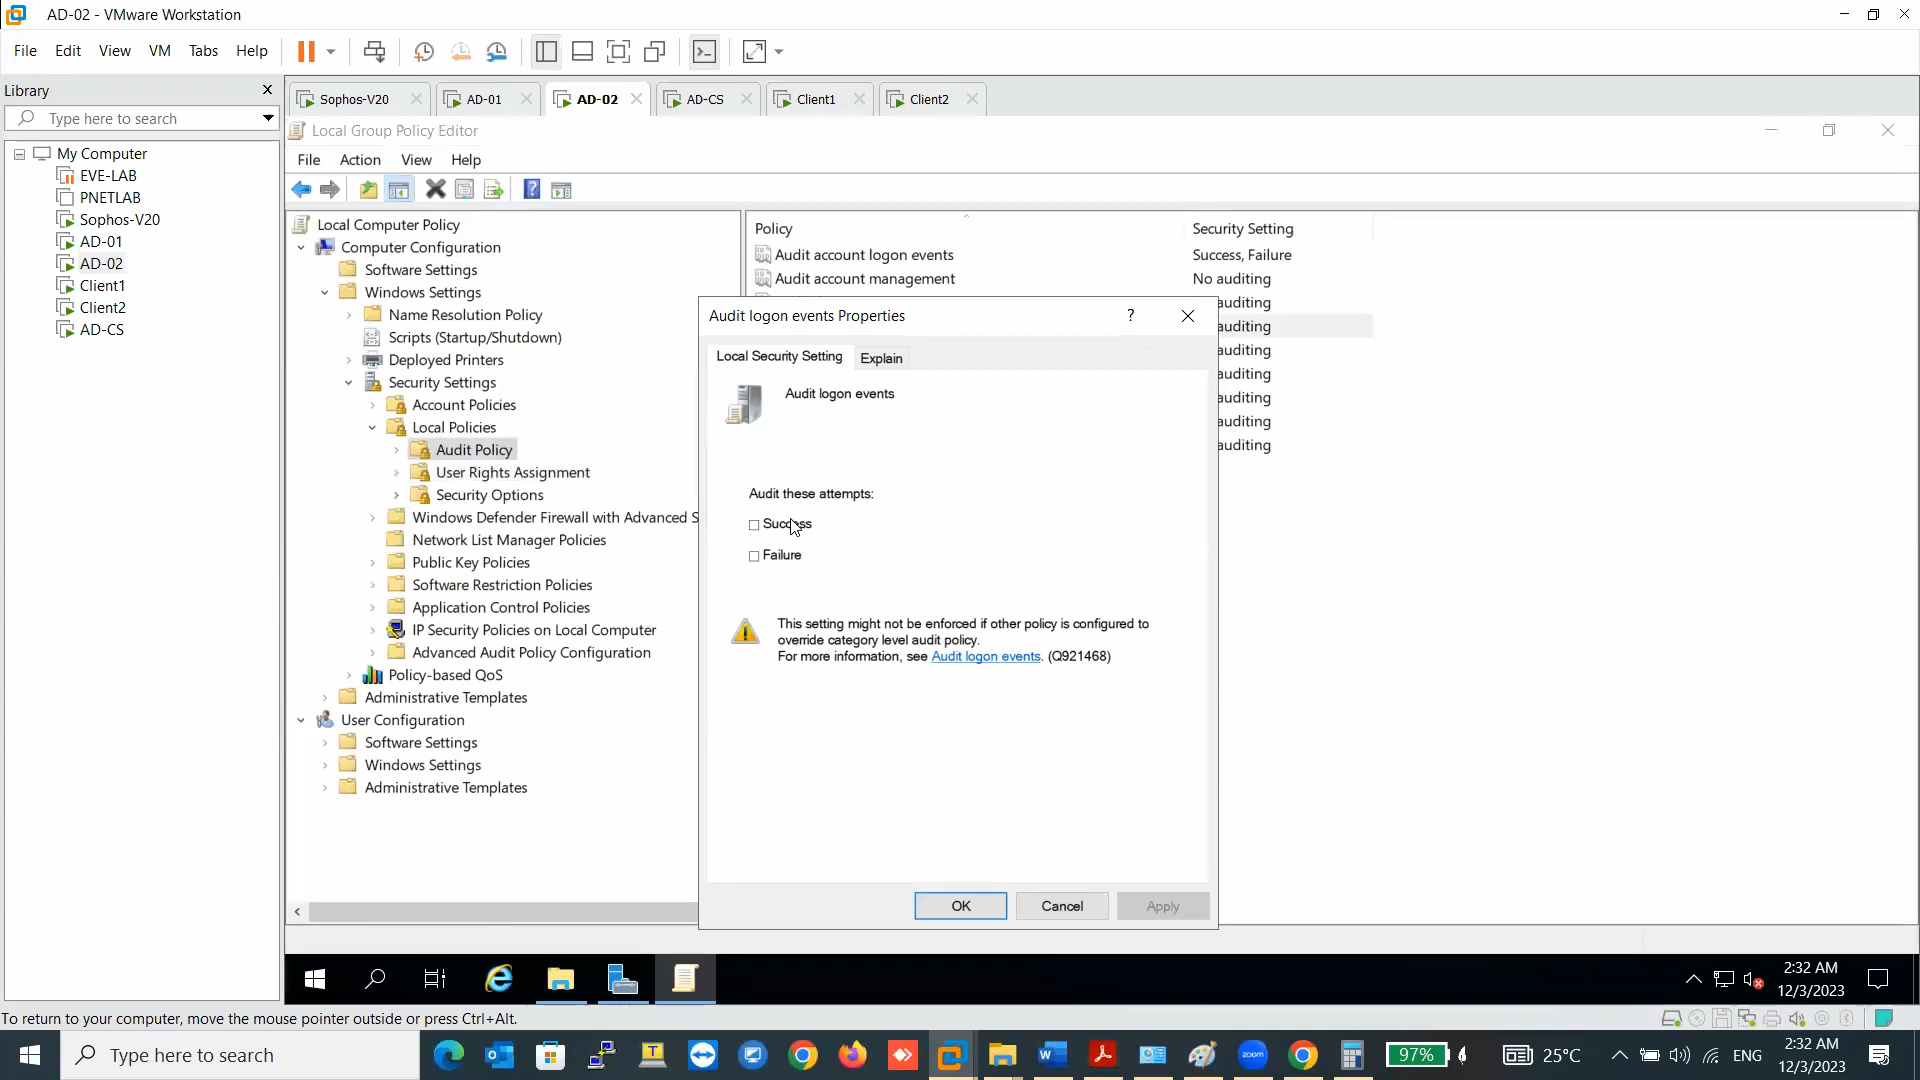 AD-02 - VMware Workstation
File Edit View VM Tabs Help
Library
Type here to search
My Computer
EVE-LAB
PNETLAB
Sophos-V20
AD-01
AD-02
Client1
Client2
AD-CS
Sophos-V20 AD-01 AD-02 AD-CS Client1 Client2
Local Group Policy Editor
File Action View Help
Local Computer Policy
Computer Configuration
Software Settings
Windows Settings
Name Resolution Policy
Scripts (Startup/Shutdown)
Deployed Printers
Security Settings
Account Policies
Local Policies
Audit Policy
User Rights Assignment
Security Options
Windows Defender Firewall with Advanced S
Network List Manager Policies
Public Key Policies
Software Restriction Policies
Application Control Policies
IP Security Policies on Local Computer
Advanced Audit Policy Configuration
Policy-based QoS
Administrative Templates
User Configuration
Software Settings
Windows Settings
Administrative Templates
Policy Security Setting
Audit account logon events Success, Failure
Audit account management No auditing
auditing
auditing
auditing
auditing
auditing
auditing
auditing
Audit logon events Properties ?
Local Security Setting Explain
Audit logon events
Audit these attempts:
Success
Failure
This setting might not be enforced if other policy is configured to
override category level audit policy.
For more information, see Audit logon events. (Q921468)
OK Cancel Apply
2:32 AM
12/3/2023
To return to your computer, move the mouse pointer outside or press Ctrl+Alt.
Type here to search
zoom
97%
25°C
ENG
2:32 AM
12/3/2023